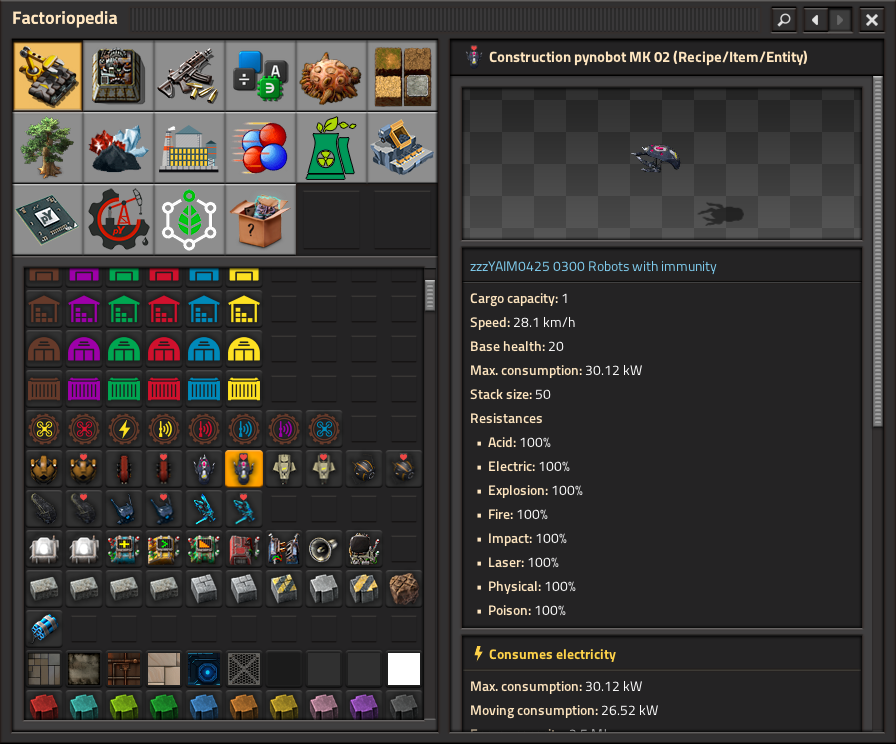 Factoriopedia
Construction pynobot MK 02 (Recipe/Item/Entity)
zzzYAIM0425 0300 Robots with immunity
Cargo capacity: 1
Speed: 28.1 km/h
Base health: 20
Max. consumption: 30.12 kW
Stack size: 50
Resistances
▪ Acid: 100%
▪ Electric: 100%
▪ Explosion: 100%
▪ Fire: 100%
▪ Impact: 100%
▪ Laser: 100%
▪ Physical: 100%
▪ Poison: 100%
Consumes electricity
Max. consumption: 30.12 kW
Moving consumption: 26.52 kW